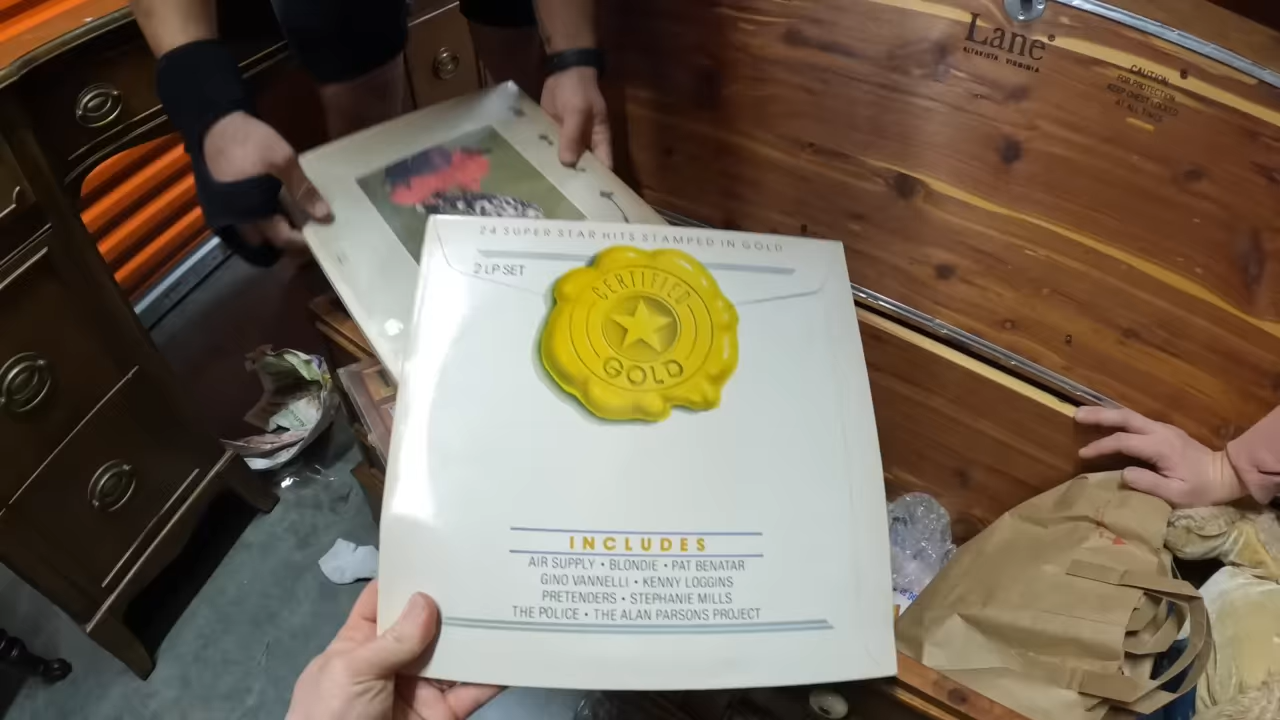 Lane®
ALTAVISTA VIRGINIA
CAUTION
FOR PROTECTION
KEEP CHEST LOCKED
AT ALL TIMES
24 SUPER STAR HITS STAMPED IN GOLD
2 LP SET
CERTIFIED
GOLD
INCLUDES
AIR SUPPLY • BLONDIE • PAT BENATAR
GINO VANNELLI • KENNY LOGGINS
PRETENDERS • STEPHANIE MILLS
THE POLICE • THE ALAN PARSONS PROJECT